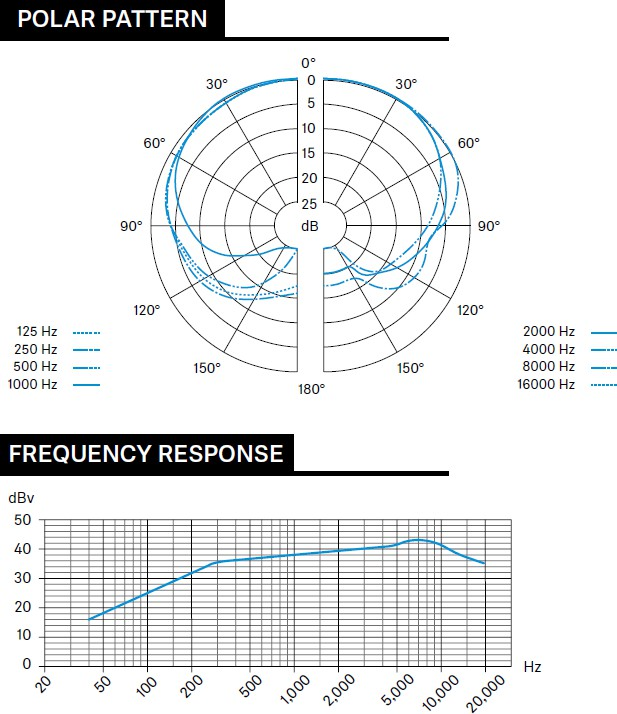 POLAR PATTERN
0°
30° 0 30°
5
10
60° 15 60°
20
25
90° dB 90°
120° 120°
125 Hz 2000 Hz
250 Hz 4000 Hz
500 Hz 150° 150° 8000 Hz
1000 Hz 180° 16000 Hz
FREQUENCY RESPONSE
dBv
50
40
30
20
10
0 Hz
20 50 100 200 500 1,000 2,000 5,000 10,000 20,000